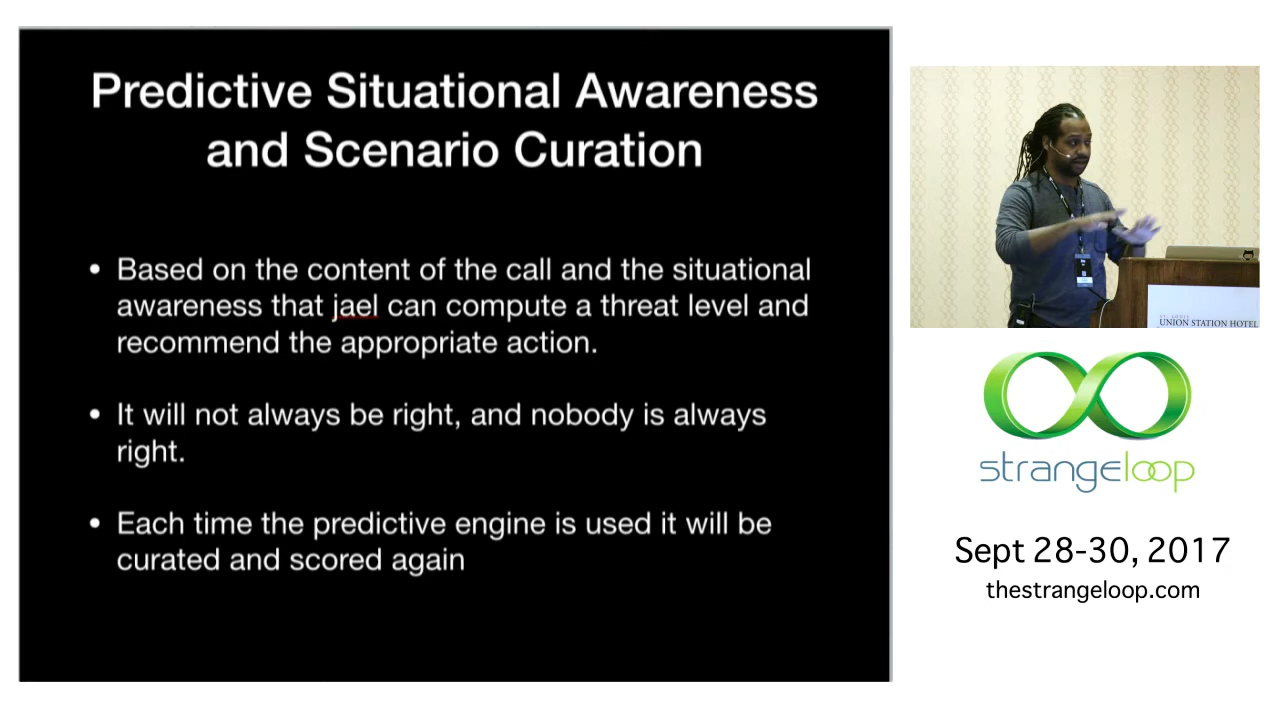 Predictive Situational Awareness
and Scenario Curation
• Based on the content of the call and the situational
awareness that jael can compute a threat level and
recommend the appropriate action.
• It will not always be right, and nobody is always
right.
• Each time the predictive engine is used it will be
curated and scored again
ST. LOUIS
UNION STATION HOTEL
strangeloop
Sept 28-30, 2017
thestrangeloop.com